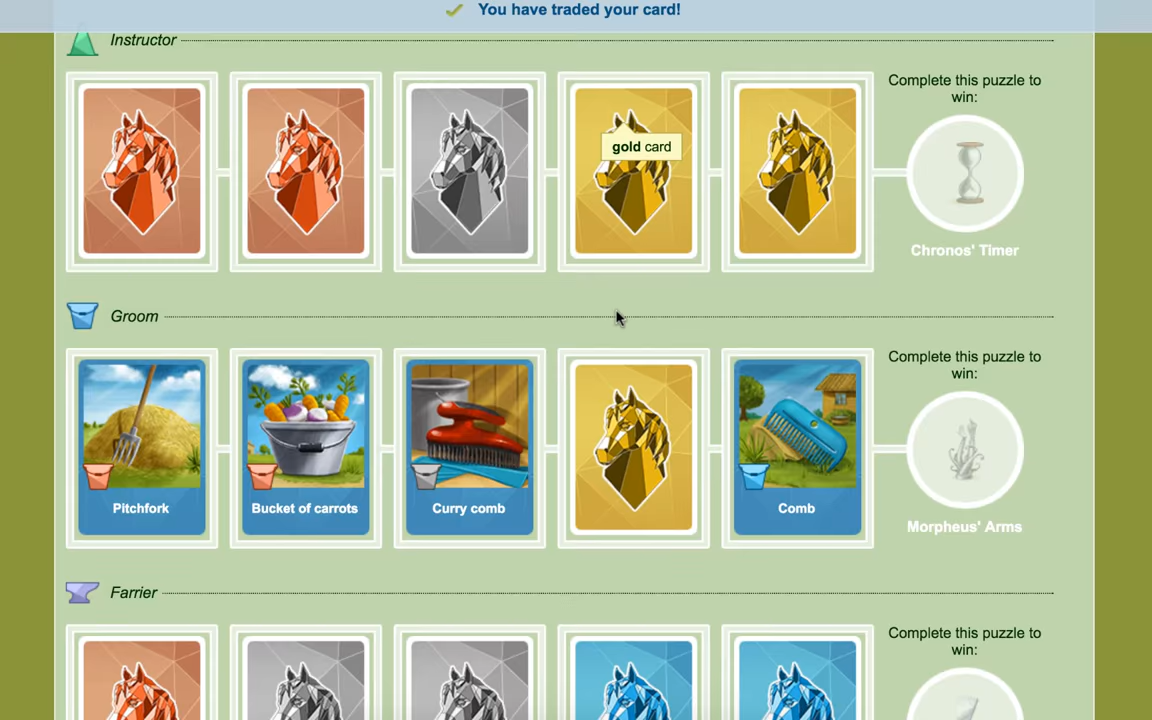 You have traded your card!
Instructor
Complete this puzzle to
win:
gold card
Chronos' Timer
Groom
Complete this puzzle to
win:
Pitchfork
Bucket of carrots
Curry comb
Comb
Morpheus' Arms
Farrier
Complete this puzzle to
win: